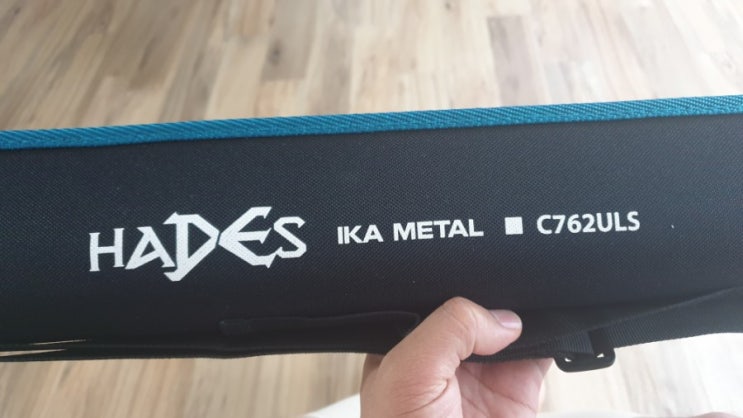 HADES IKA METAL ■ C762ULS